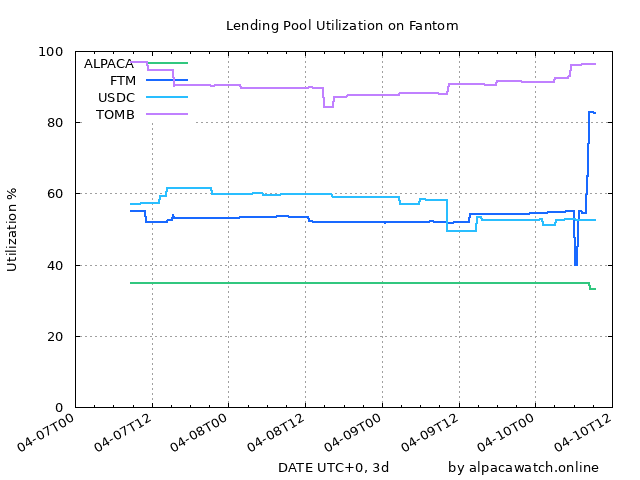 Lending Pool Utilization on Fantom
100
80
60
40
20
0
Utilization %
ALPACA
FTM
USDC
TOMB
04-07T00
04-07T12
04-08T00
04-08T12
04-09T00
04-09T12
04-10T00
04-10T12
DATE UTC+0, 3d
by alpacawatch.online